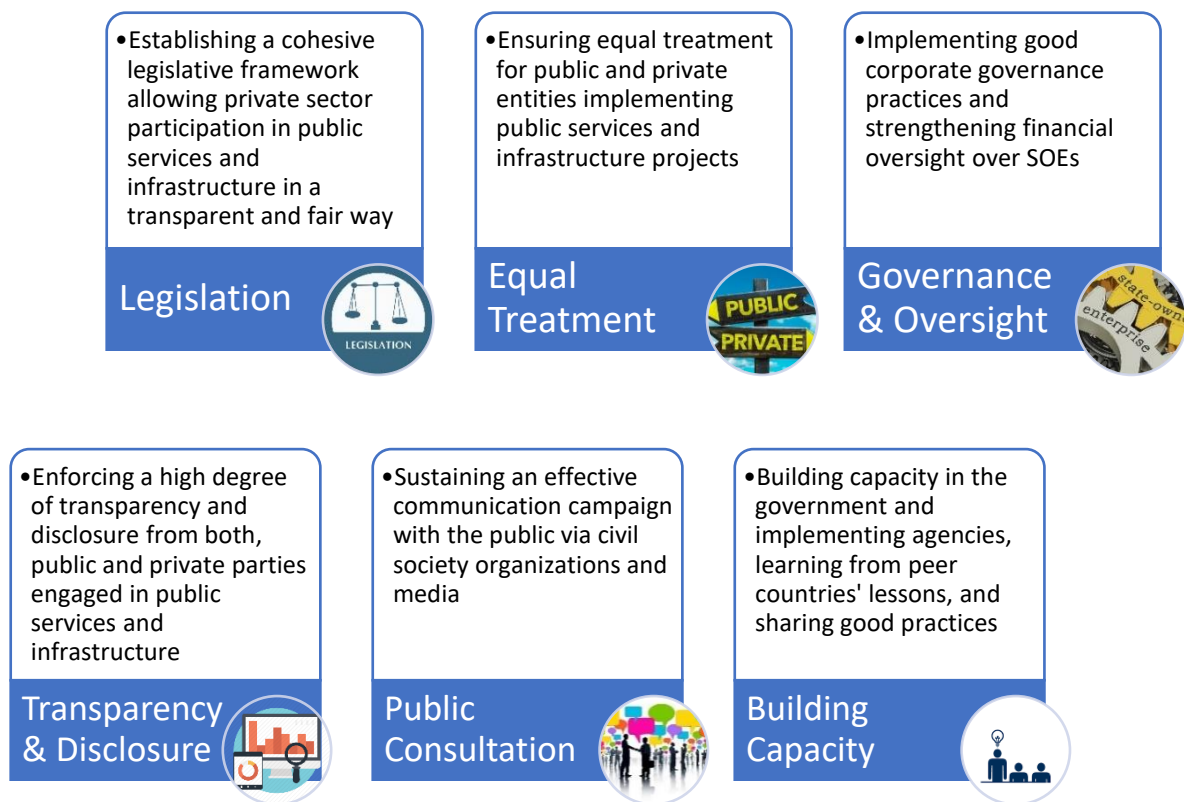 •Establishing a cohesive
legislative framework
allowing private sector
participation in public
services and
infrastructure in a
transparent and fair way
Legislation
LEGISLATION
•Ensuring equal treatment
for public and private
entities implementing
public services and
infrastructure projects
Equal
Treatment
PUBLIC
PRIVATE
•Implementing good
corporate governance
practices and
strengthening financial
oversight over SOEs
Governance
& Oversight
state-own
enterprise
•Enforcing a high degree
of transparency and
disclosure from both,
public and private parties
engaged in public
services and
infrastructure
Transparency
& Disclosure
•Sustaining an effective
communication campaign
with the public via civil
society organizations and
media
Public
Consultation
•Building capacity in the
government and
implementing agencies,
learning from peer
countries' lessons, and
sharing good practices
Building
Capacity